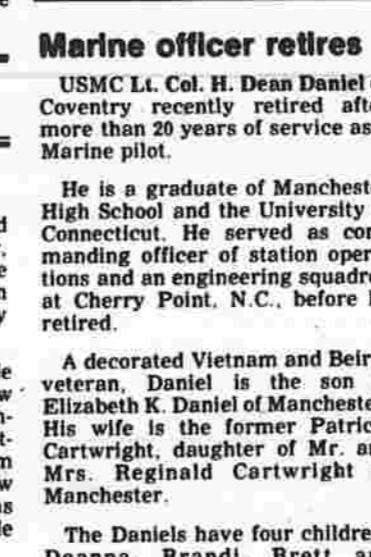 Marine officer retires
USMC Lt. Col. H. Dean Daniel
Coventry recently retired aft
more than 20 years of service as
Marine pilot.
He is a graduate of Manchest
High School and the University
Connecticut. He served as com
manding officer of station oper
tions and an engineering squadr
at Cherry Point, N.C., before
retired.
A decorated Vietnam and Beir
veteran, Daniel is the son
Elizabeth K. Daniel of Mancheste
His wife is the former Patric
Cartwright, daughter of Mr. a
Mrs. Reginald Cartwright
Manchester.
The Daniels have four childre
Deanna, Brandi, Brett a